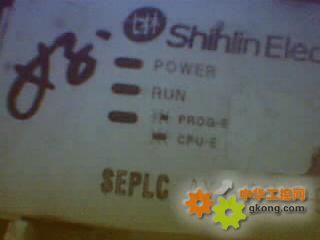 Shihlin Elec
POWER
RUN
PROG-E
CPU-E
SEPLC
中华工控网
gkong.com